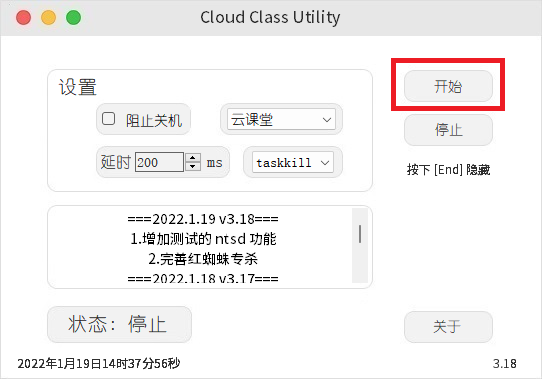 Cloud Class Utility
设置
阻止关机
云课堂
延时 200 ms
taskkill
开始
停止
按下 [End] 隐藏
===2022.1.19 v3.18===
1.增加测试的 ntsd 功能
2.完善红蜘蛛专杀
===2022.1.18 v3.17===
状态：停止
关于
2022年1月19日14时37分56秒
3.18